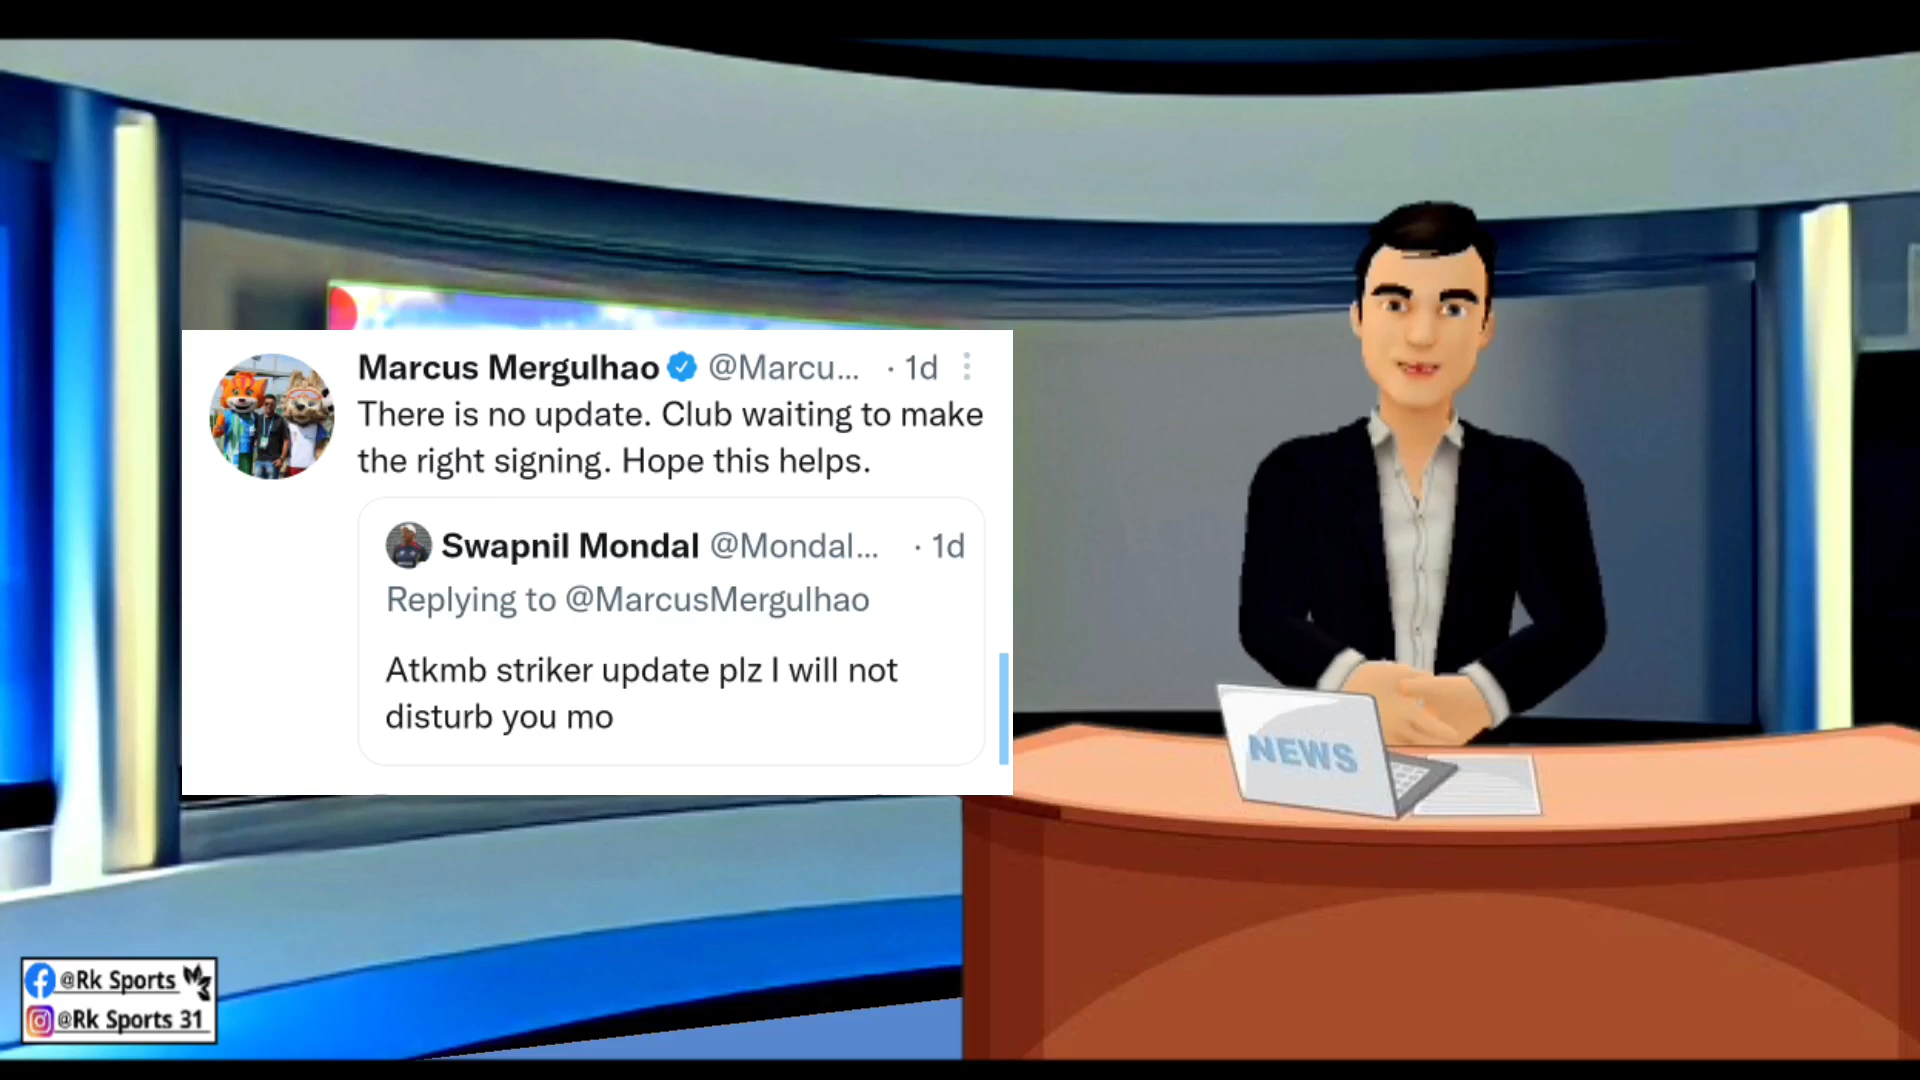 Marcus Mergulhao @Marcu... · 1d
There is no update. Club waiting to make
the right signing. Hope this helps.
Swapnil Mondal @Mondal... · 1d
Replying to @MarcusMergulhao
Atkmb striker update plz I will not
disturb you mo
NEWS
@Rk Sports
@Rk Sports 31